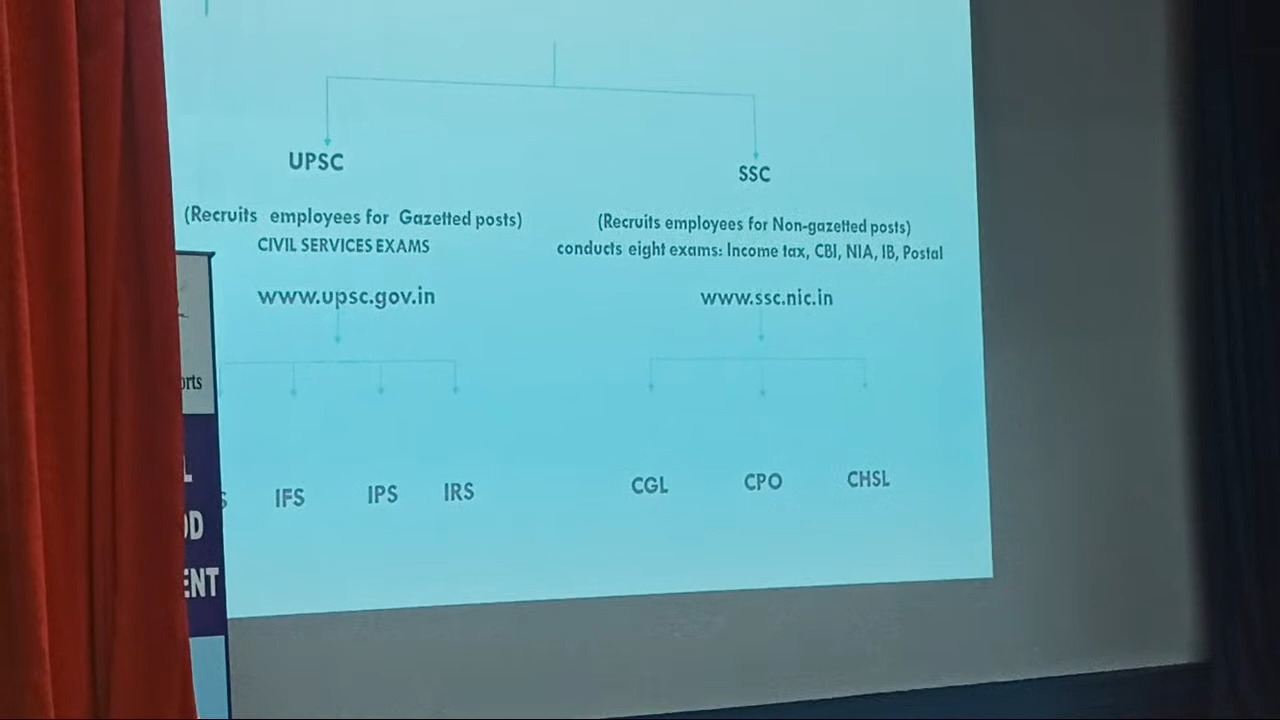 UPSC
SSC
(Recruits employees for Gazetted posts)
CIVIL SERVICES EXAMS
www.upsc.gov.in
(Recruits employees for Non-gazetted posts)
conducts eight exams: Income tax, CBI, NIA, IB, Postal
www.ssc.nic.in
IFS
IPS
IRS
CGL
CPO
CHSL